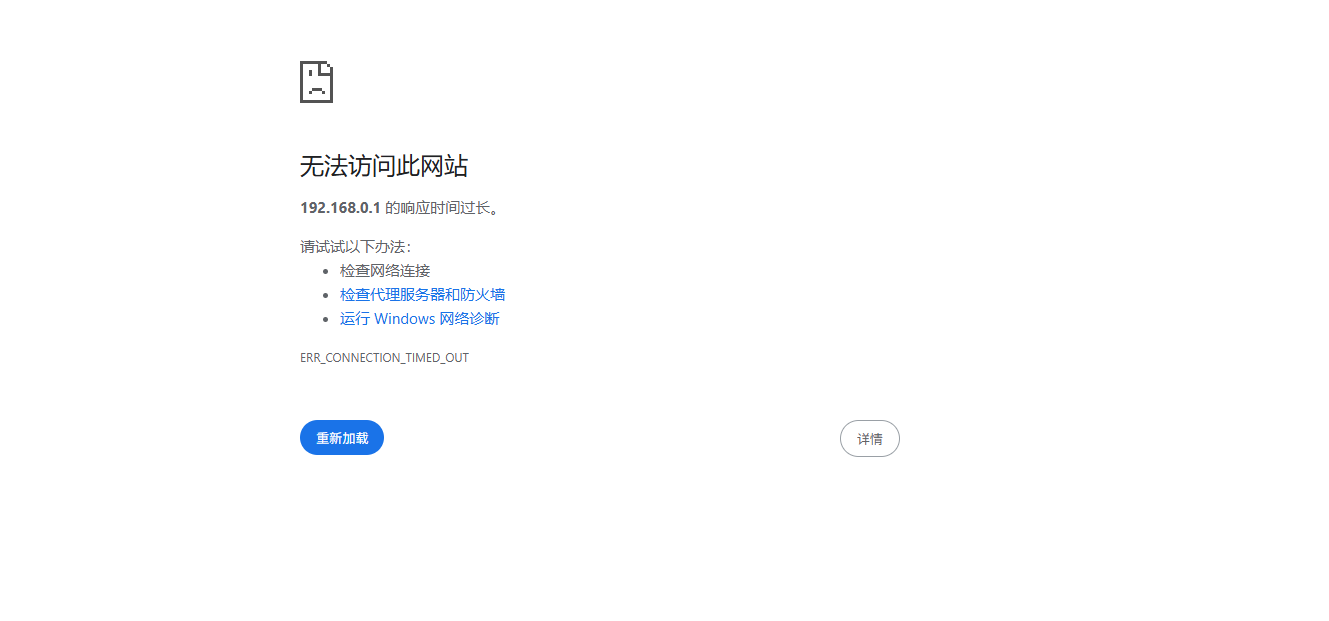 无法访问此网站
192.168.0.1 的响应时间过长。
请试试以下办法：
检查网络连接
检查代理服务器和防火墙
运行 Windows 网络诊断
ERR_CONNECTION_TIMED_OUT
重新加载
详情